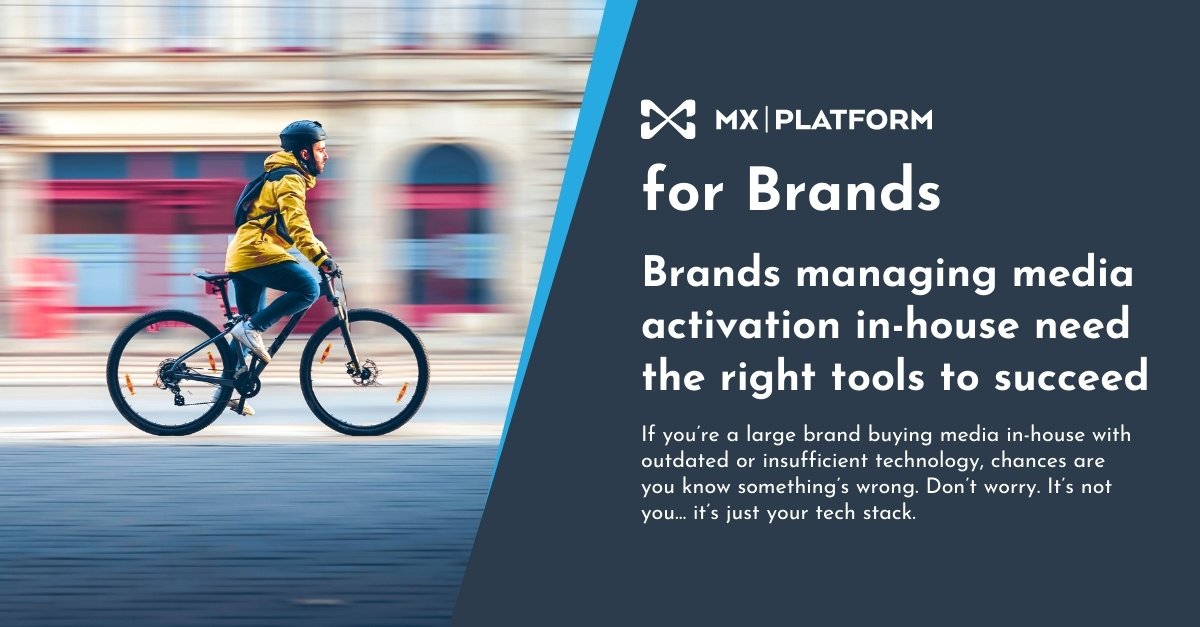 MX | PLATFORM
for Brands
Brands managing media
activation in-house need
the right tools to succeed
If you're a large brand buying media in-house with
outdated or insufficient technology, chances are
you know something's wrong. Don't worry. It's not
you... it's just your tech stack.